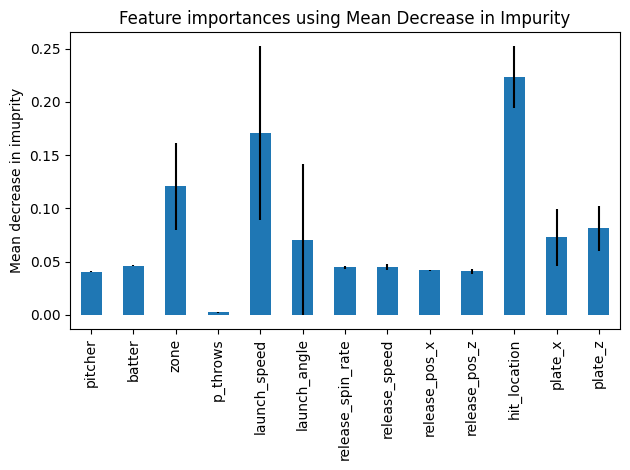 Feature importances using Mean Decrease in Impurity
Mean decrease in imuprity
0.25
0.20
0.15
0.10
0.05
0.00
pitcher
batter
zone
p_throws
launch_speed
launch_angle
release_spin_rate
release_speed
release_pos_x
release_pos_z
hit_location
plate_x
plate_z